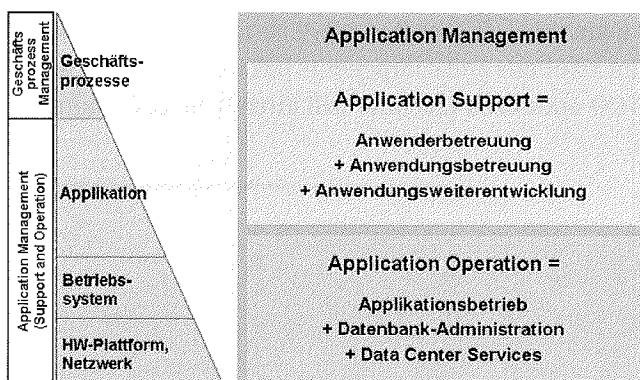 Geschäfts
prozess
Management
Application Management
(Support and Operation)
Geschäfts-
prozesse
Applikation
Betriebs-
system
HW-Plattform,
Netzwerk
Application Management
Application Support =
Anwenderbetreuung
+ Anwendungsbetreuung
+ Anwendungsweiterentwicklung
Application Operation =
Applikationsbetrieb
+ Datenbank-Administration
+ Data Center Services